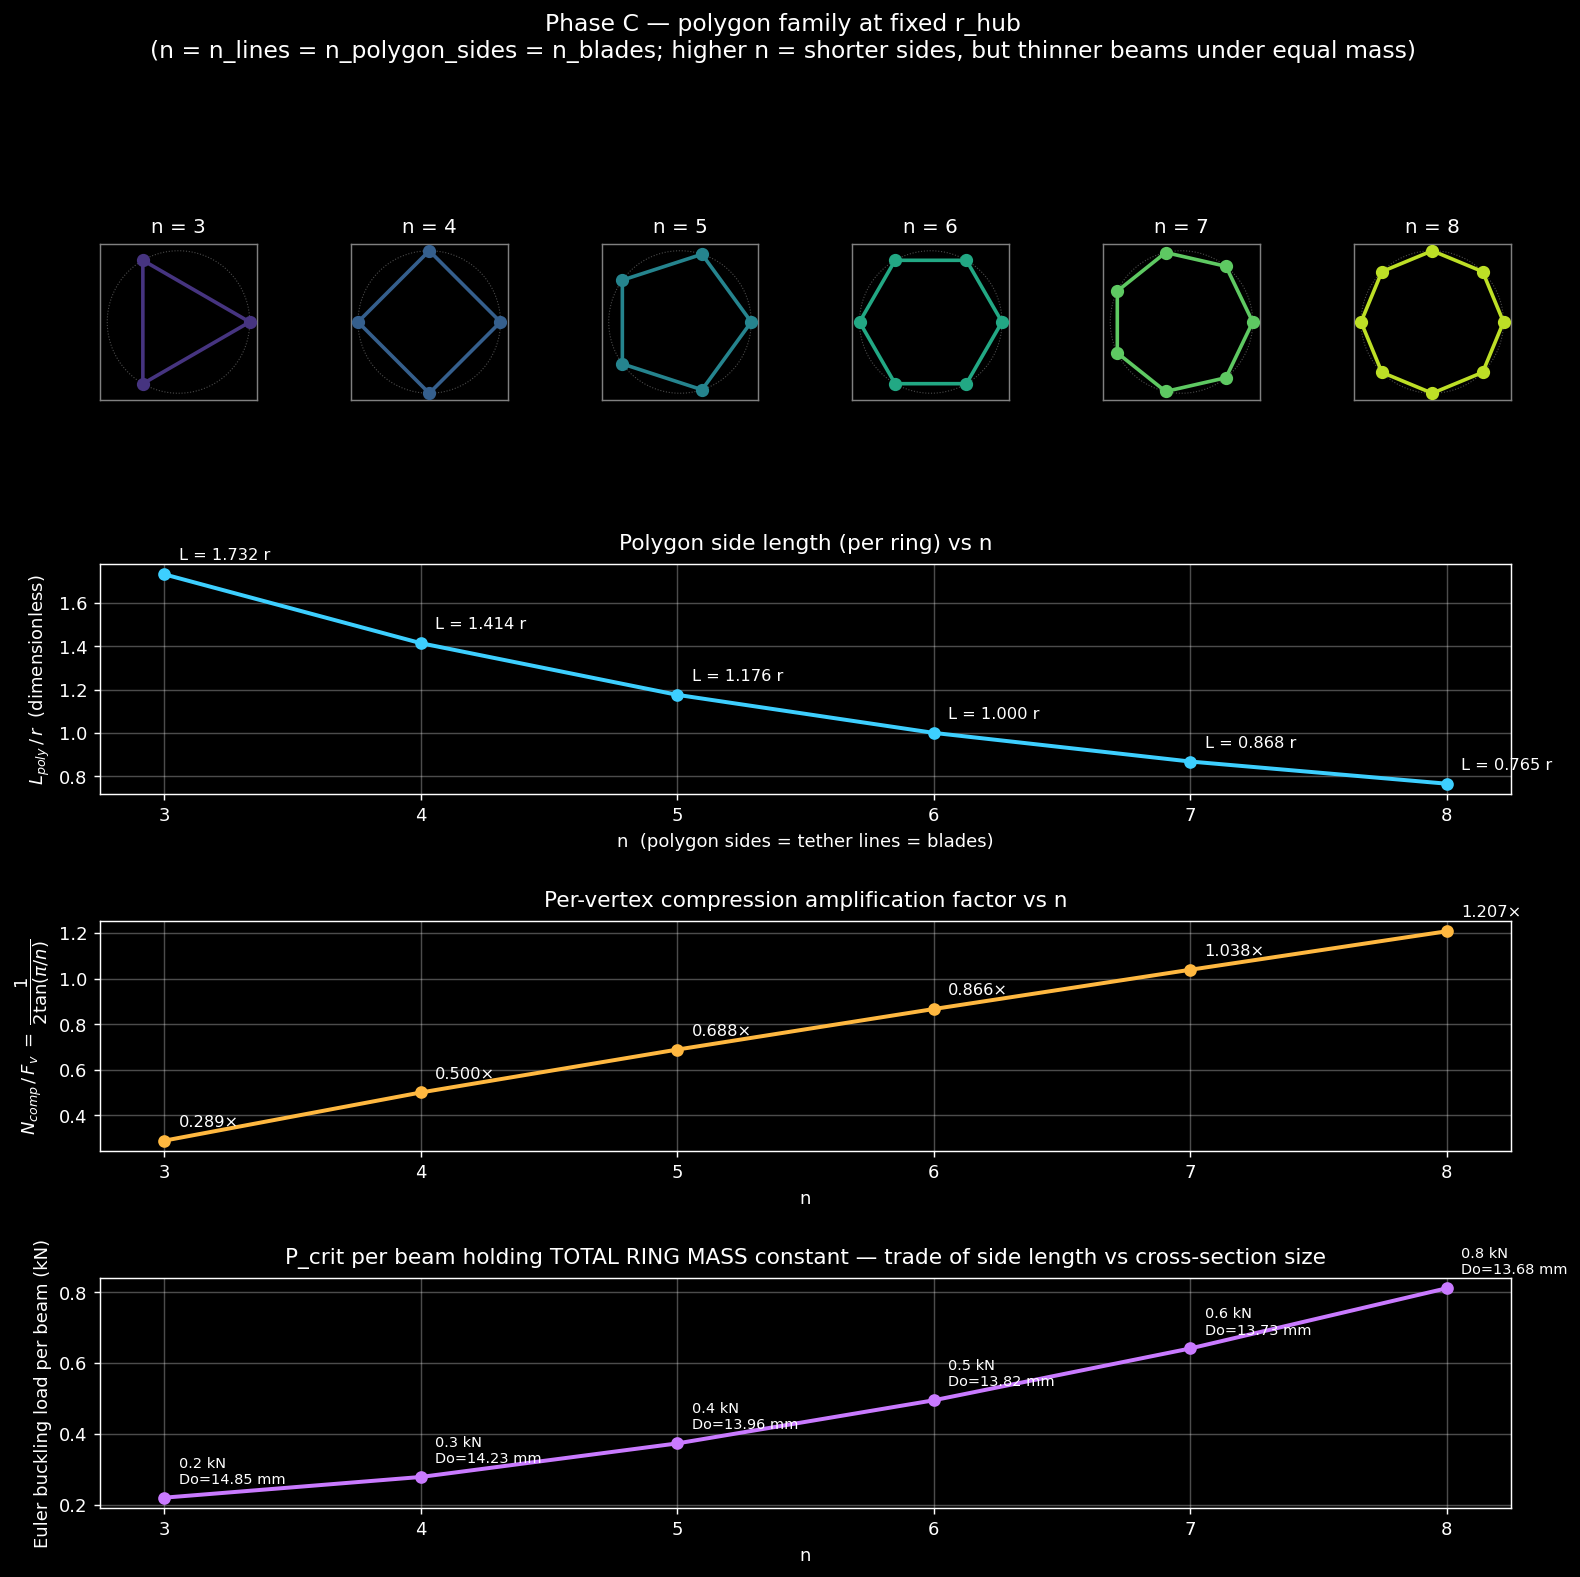 Phase C — polygon family at fixed r_hub
(n = n_lines = n_polygon_sides = n_blades; higher n = shorter sides, but thinner beams under equal mass)
n = 3
n = 4
n = 5
n = 6
n = 7
n = 8
Polygon side length (per ring) vs n
L_poly / r (dimensionless)
1.6
1.4
1.2
1.0
0.8
L = 1.732 r
L = 1.414 r
L = 1.176 r
L = 1.000 r
L = 0.868 r
L = 0.765 r
3
4
5
6
7
8
n (polygon sides = tether lines = blades)
Per-vertex compression amplification factor vs n
N_comp / F_v = 1 / 2tan(π/n)
1.2
1.0
0.8
0.6
0.4
0.289×
0.500×
0.688×
0.866×
1.038×
1.207×
3
4
5
6
7
8
n
P_crit per beam holding TOTAL RING MASS constant — trade of side length vs cross-section size
Euler buckling load per beam (kN)
0.8
0.6
0.4
0.2
0.2 kN
Do=14.85 mm
0.3 kN
Do=14.23 mm
0.4 kN
Do=13.96 mm
0.5 kN
Do=13.82 mm
0.6 kN
Do=13.73 mm
0.8 kN
Do=13.68 mm
3
4
5
6
7
8
n